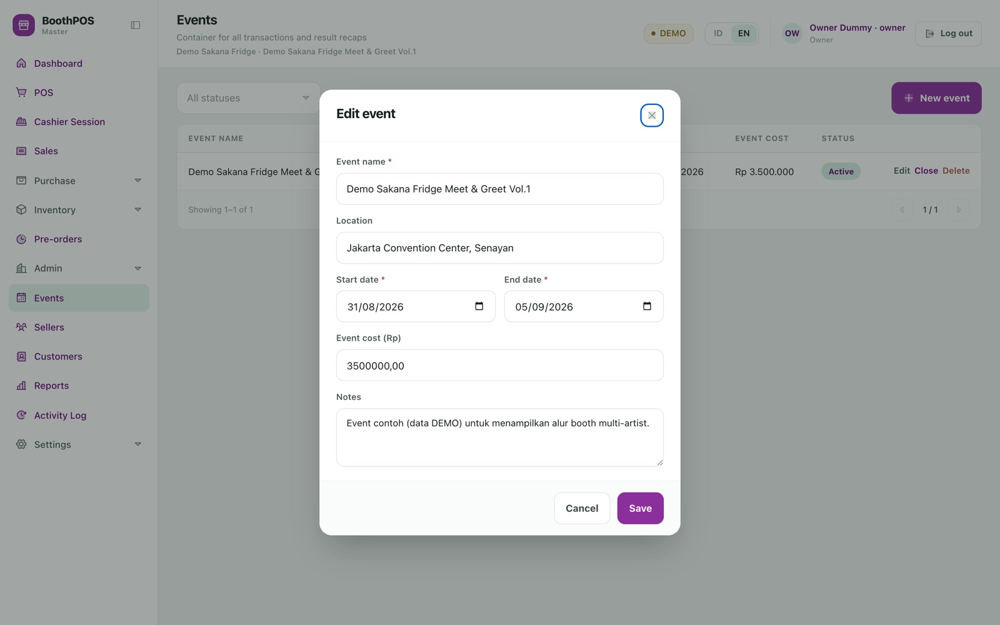 BoothPOS
Master
Dashboard
POS
Cashier Session
Sales
Purchase
Inventory
Pre-orders
Admin
Events
Sellers
Customers
Reports
Activity Log
Settings
Events
Container for all transactions and result recaps
Demo Sakana Fridge · Demo Sakana Fridge Meet & Greet Vol.1
DEMO
ID EN
OW
Owner Dummy · owner
Owner
Log out
All statuses
New event
EVENT NAME EVENT COST STATUS
Demo Sakana Fridge Meet & G 2026 Rp 3.500.000 Active Edit Close Delete
Showing 1–1 of 1
1 / 1
Edit event
Event name *
Demo Sakana Fridge Meet & Greet Vol.1
Location
Jakarta Convention Center, Senayan
Start date * End date *
31/08/2026 05/09/2026
Event cost (Rp)
3500000,00
Notes
Event contoh (data DEMO) untuk menampilkan alur booth multi-artist.
Cancel Save